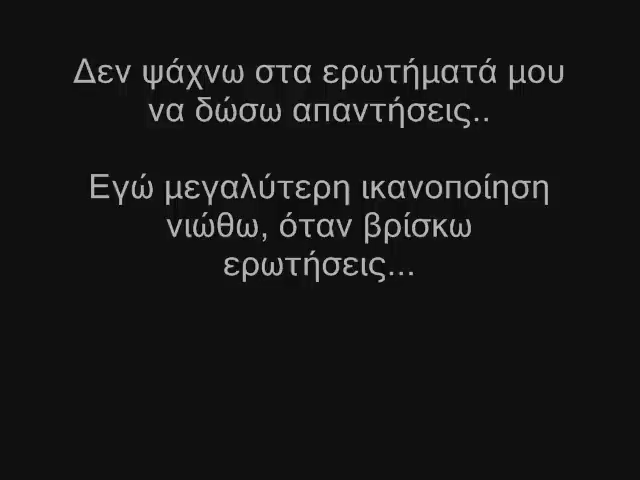 Δεν ψάχνω στα ερωτήματά μου
να δώσω απαντήσεις..
Εγώ μεγαλύτερη ικανοποίηση
νιώθω, όταν βρίσκω
ερωτήσεις...